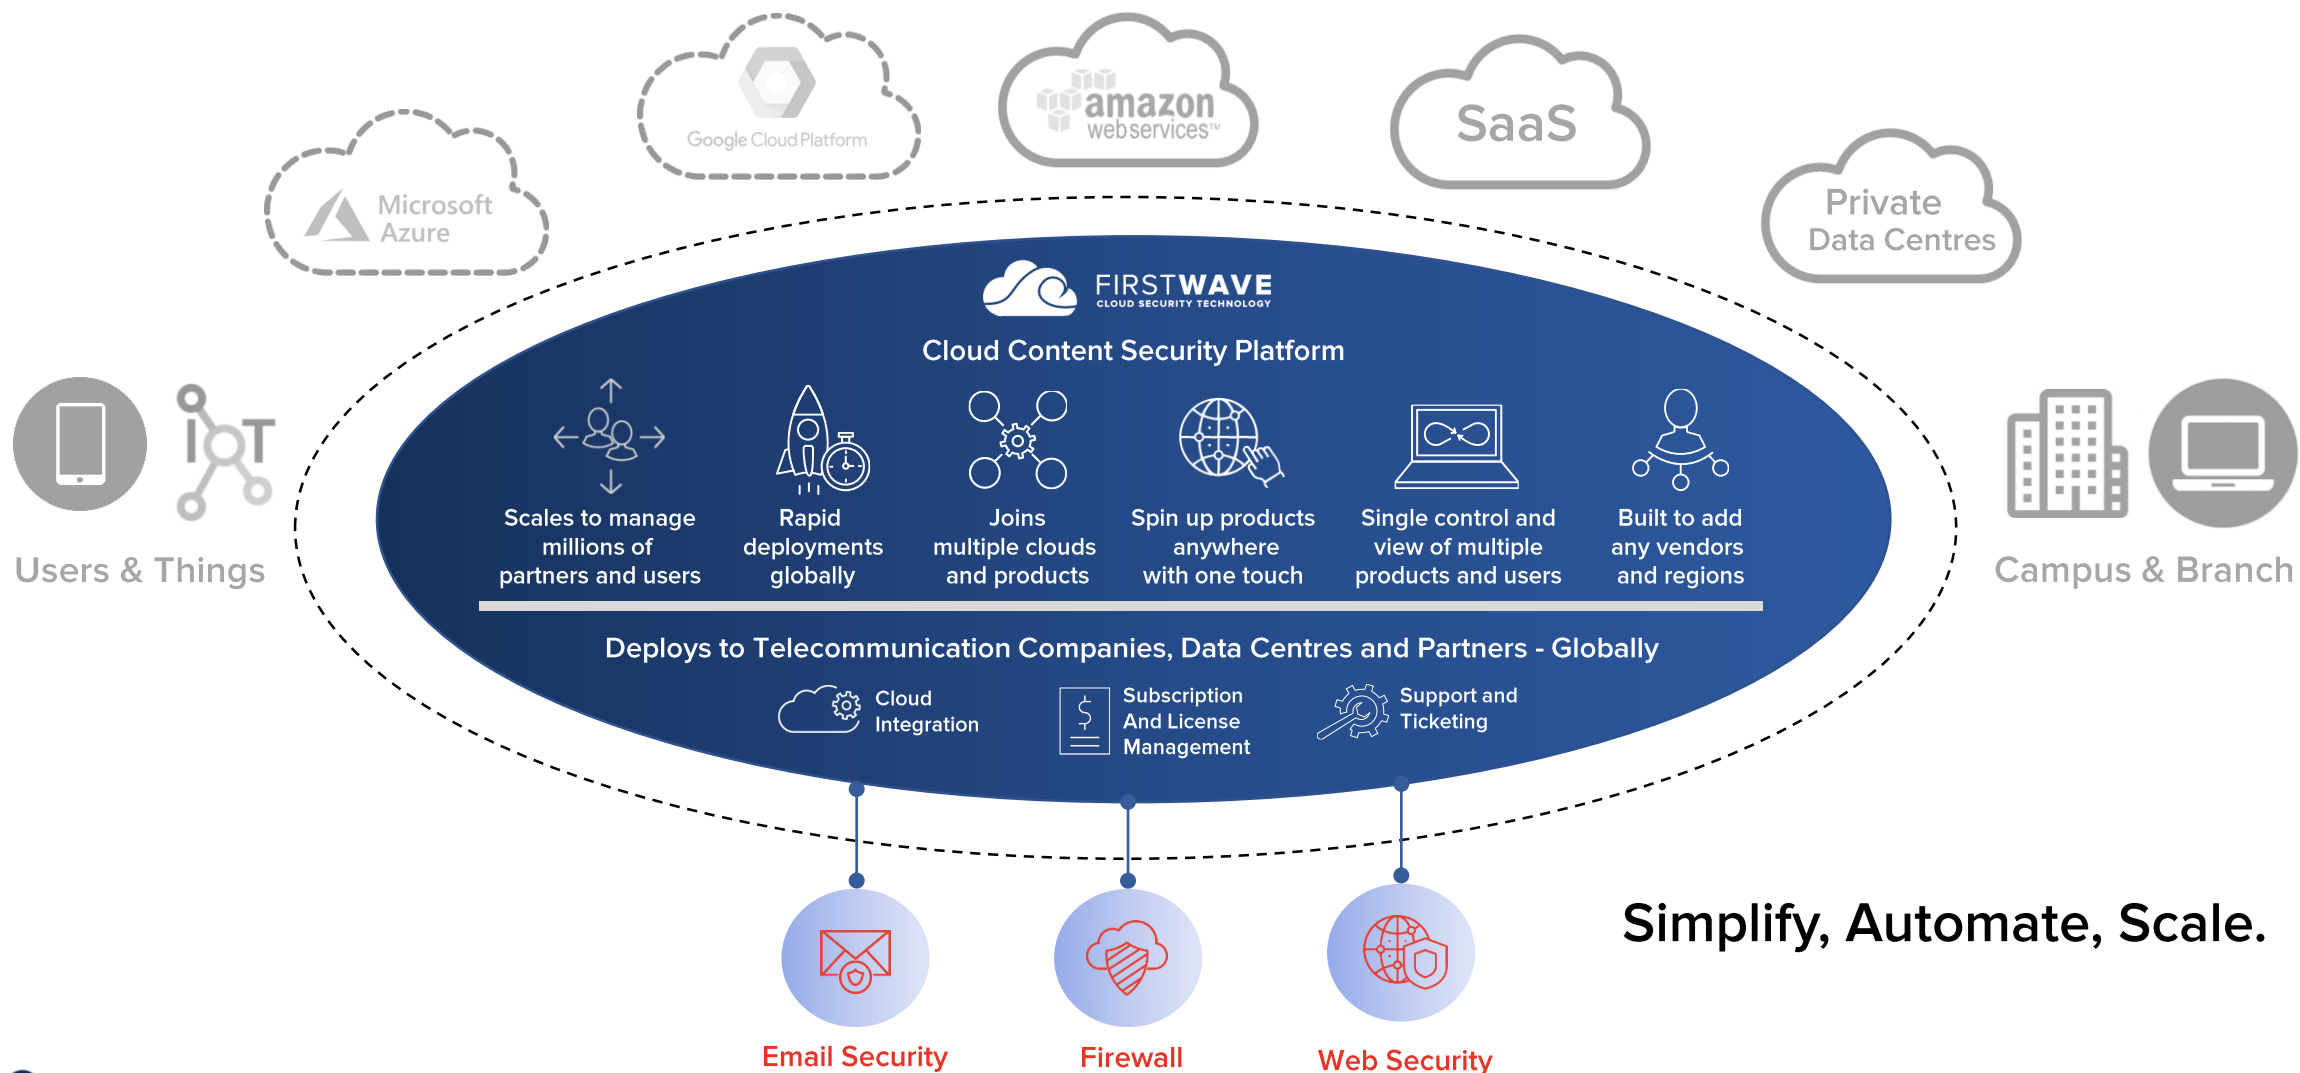 Microsoft
Azure
Google Cloud Platform
amazon
webservices™
SaaS
Private
Data Centres
FIRSTWAVE
CLOUD SECURITY TECHNOLOGY
Cloud Content Security Platform
IoT
Users & Things
Scales to manage
millions of
partners and users
Rapid
deployments
globally
Joins
multiple clouds
and products
Spin up products
anywhere
with one touch
Single control and
view of multiple
products and users
Built to add
any vendors
and regions
Campus & Branch
Deploys to Telecommunication Companies, Data Centres and Partners - Globally
Cloud
Integration
$
Subscription
And License
Management
Support and
Ticketing
Simplify, Automate, Scale.
Email Security
Firewall
Web Security